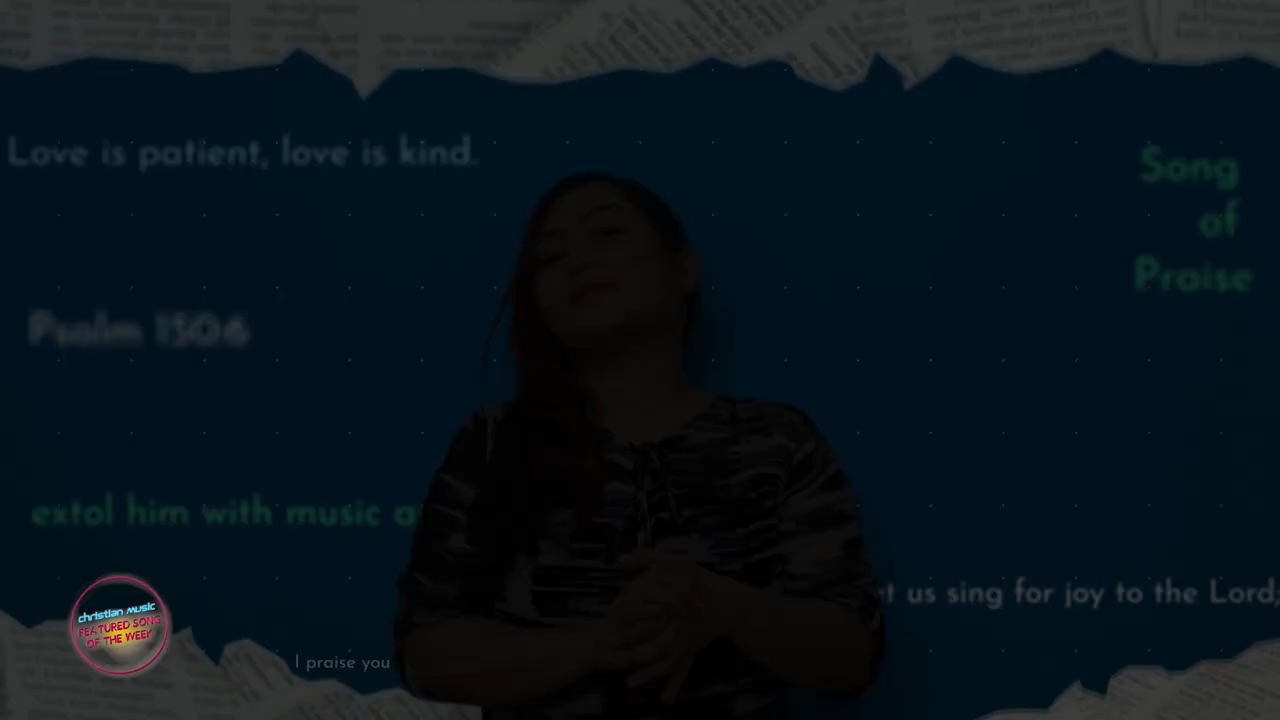 Love is patient, love is kind.
Song
of
Praise
Psalm 150:6
extol him with music
us sing for joy to the Lord;
christian music
FEATURED SONG
OF THE WEEK
I praise you